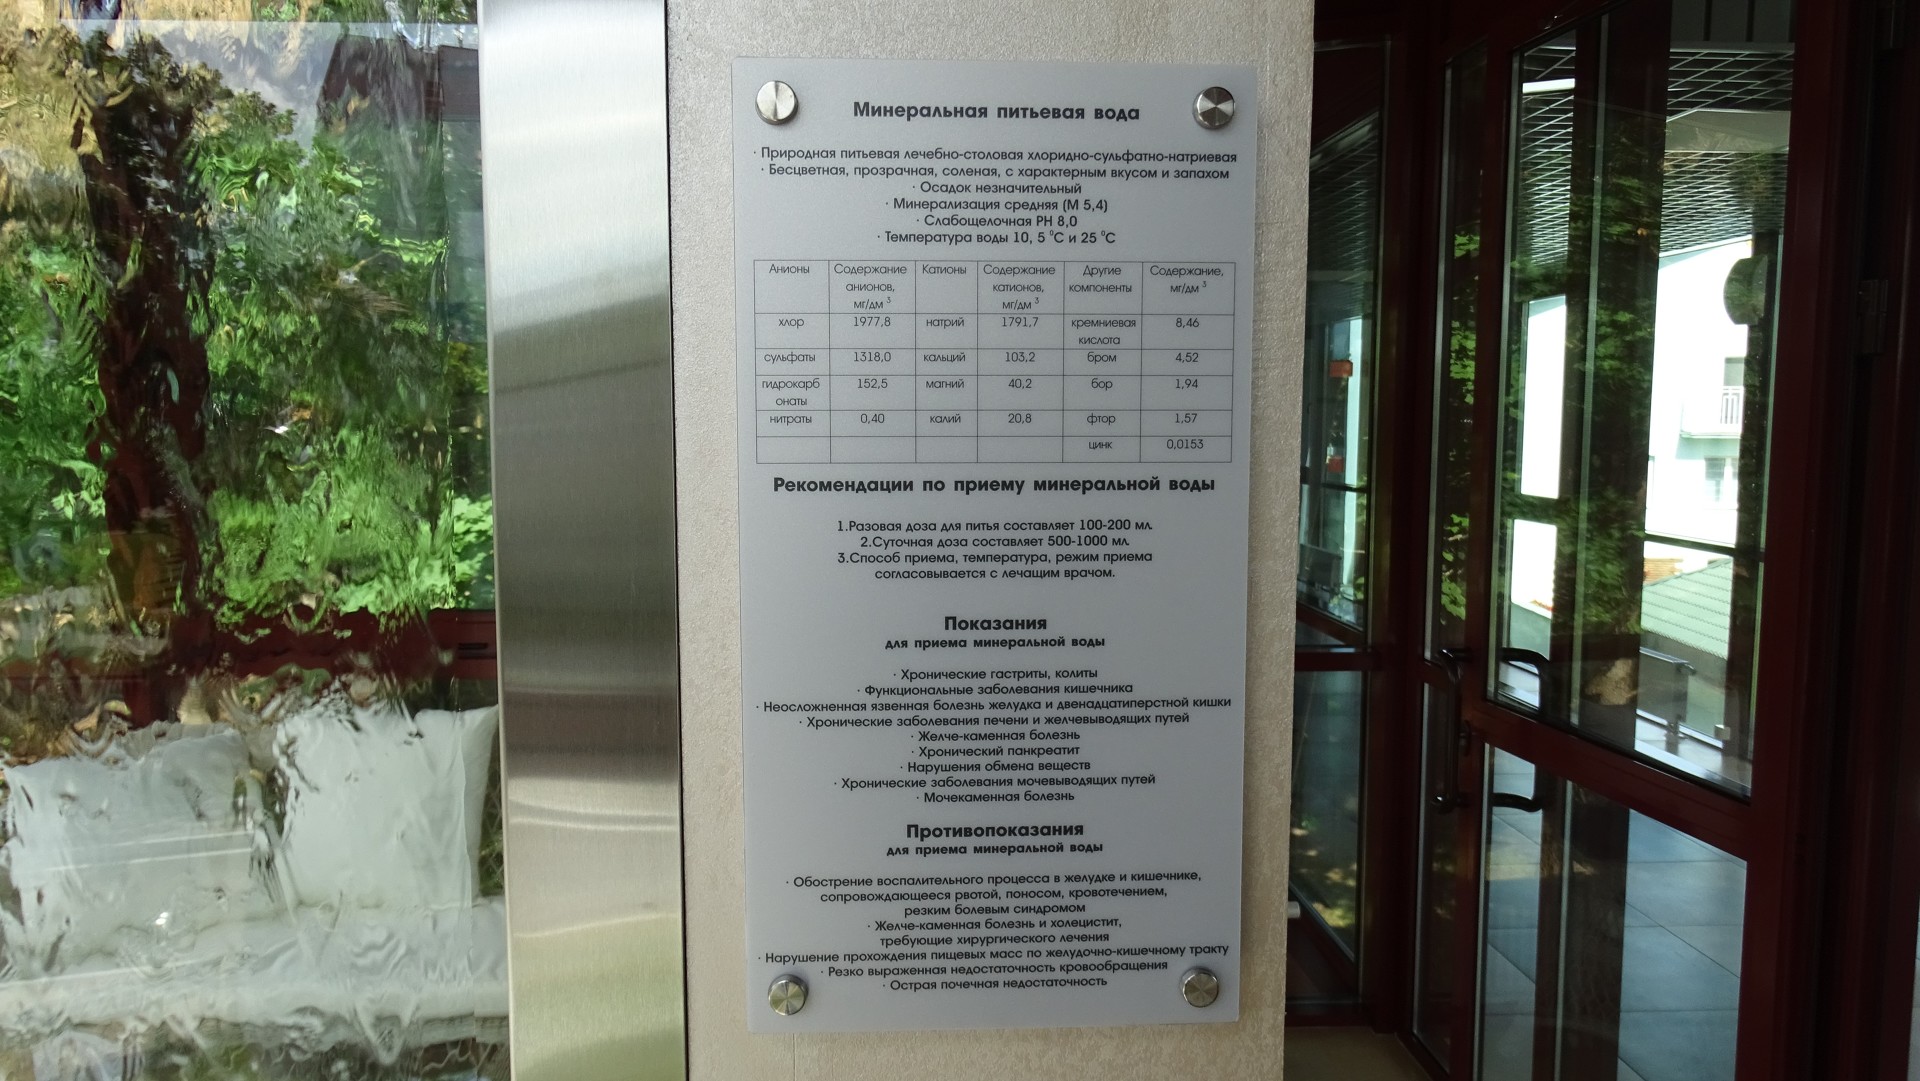 Минеральная питьевая вода
· Природная питьевая лечебно-столовая хлоридно-сульфатно-натриевая
· Бесцветная, прозрачная, соленая, с характерным вкусом и запахом
· Осадок незначительный
· Минерализация средняя (М 5,4)
· Слабощелочная РН 8,0
· Температура воды 10, 5 ⁰С и 25 ⁰С
Анионы Содержание Катионы Содержание Другие Содержание,
анионов, катионов, компоненты мг/дм ³
мг/дм ³ мг/дм ³
хлор 1977,8 натрий 1791,7 кремниевая 8,46
кислота
сульфаты 1318,0 кальций 103,2 бром 4,52
гидрокарб 152,5 магний 40,2 бор 1,94
онаты
нитраты 0,40 калий 20,8 фтор 1,57
цинк 0,0153
Рекомендации по приему минеральной воды
1.Разовая доза для питья составляет 100-200 мл.
2.Суточная доза составляет 500-1000 мл.
3.Способ приема, температура, режим приема
согласовывается с лечащим врачом.
Показания
для приема минеральной воды
· Хронические гастриты, колиты
· Функциональные заболевания кишечника
· Неосложненная язвенная болезнь желудка и двенадцатиперстной кишки
· Хронические заболевания печени и желчевыводящих путей
· Желче-каменная болезнь
· Хронический панкреатит
· Нарушения обмена веществ
· Хронические заболевания мочевыводящих путей
· Мочекаменная болезнь
Противопоказания
для приема минеральной воды
· Обострение воспалительного процесса в желудке и кишечнике,
сопровождающееся рвотой, поносом, кровотечением,
резким болевым синдромом
· Желче-каменная болезнь и холецистит,
требующие хирургического лечения
· Нарушение прохождения пищевых масс по желудочно-кишечному тракту
· Резко выраженная недостаточность кровообращения
· Острая почечная недостаточность